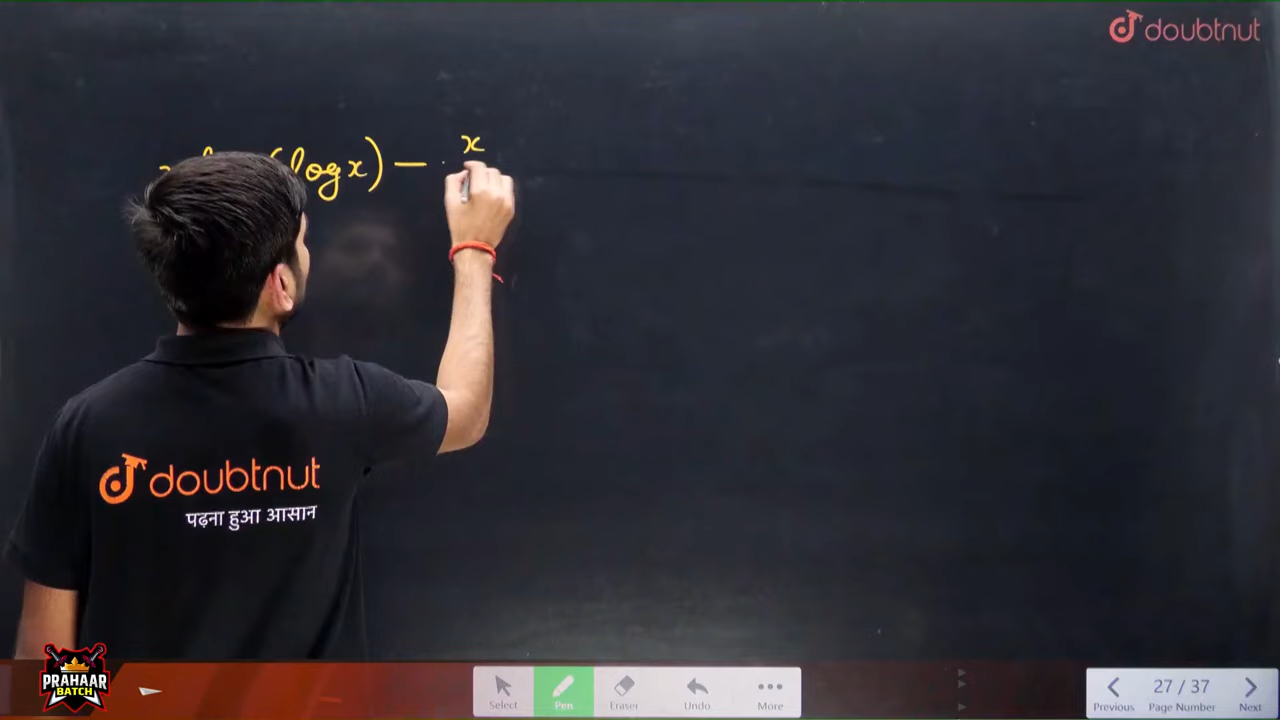 doubtnut
(log x) – x
doubtnut
पढ़ना हुआ आसान
PRAHAAR
BATCH
Select Pen Eraser Undo More
27 / 37
Previous Page Number Next